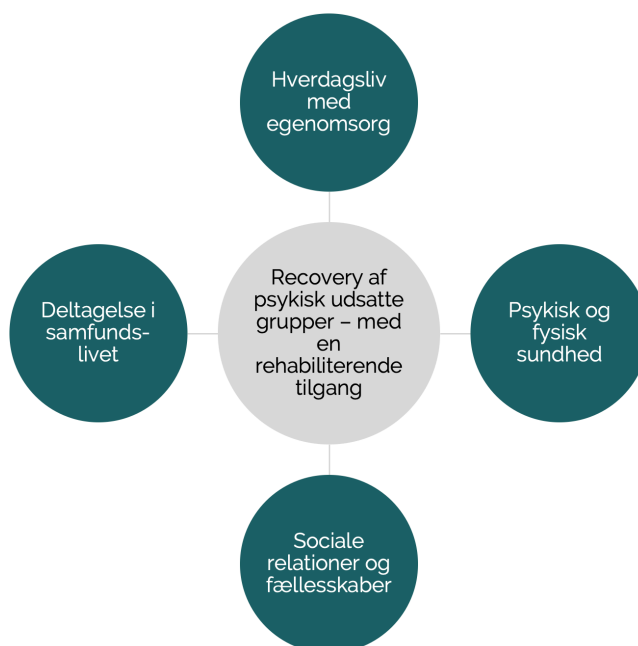 Hverdagsliv
med
egenomsorg
Deltagelse i
samfunds-
livet
Recovery af
psykisk udsatte
grupper – med
en
rehabiliterende
tilgang
Psykisk og
fysisk
sundhed
Sociale
relationer og
fællesskaber